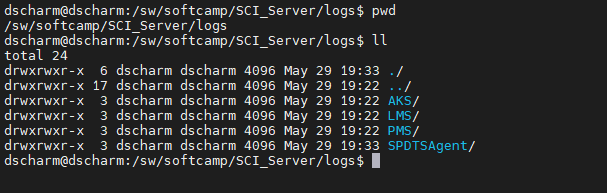 dscharm@dscharm:/sw/softcamp/SCI_Server/logs$ pwd
/sw/softcamp/SCI_Server/logs
dscharm@dscharm:/sw/softcamp/SCI_Server/logs$ ll
total 24
drwxrwxr-x  6 dscharm dscharm 4096 May 29 19:33 ./
drwxrwxr-x 17 dscharm dscharm 4096 May 29 19:22 ../
drwxrwxr-x  3 dscharm dscharm 4096 May 29 19:22 AKS/
drwxrwxr-x  3 dscharm dscharm 4096 May 29 19:22 LMS/
drwxrwxr-x  3 dscharm dscharm 4096 May 29 19:22 PMS/
drwxrwxr-x  3 dscharm dscharm 4096 May 29 19:33 SPDTSAgent/
dscharm@dscharm:/sw/softcamp/SCI_Server/logs$